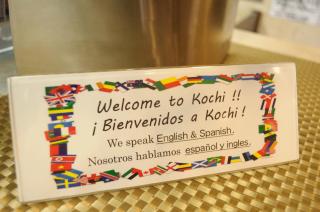 Welcome to Kochi !!
¡ Bienvenidos a Kochi !
We speak English & Spanish.
Nosotros hablamos español y ingles.